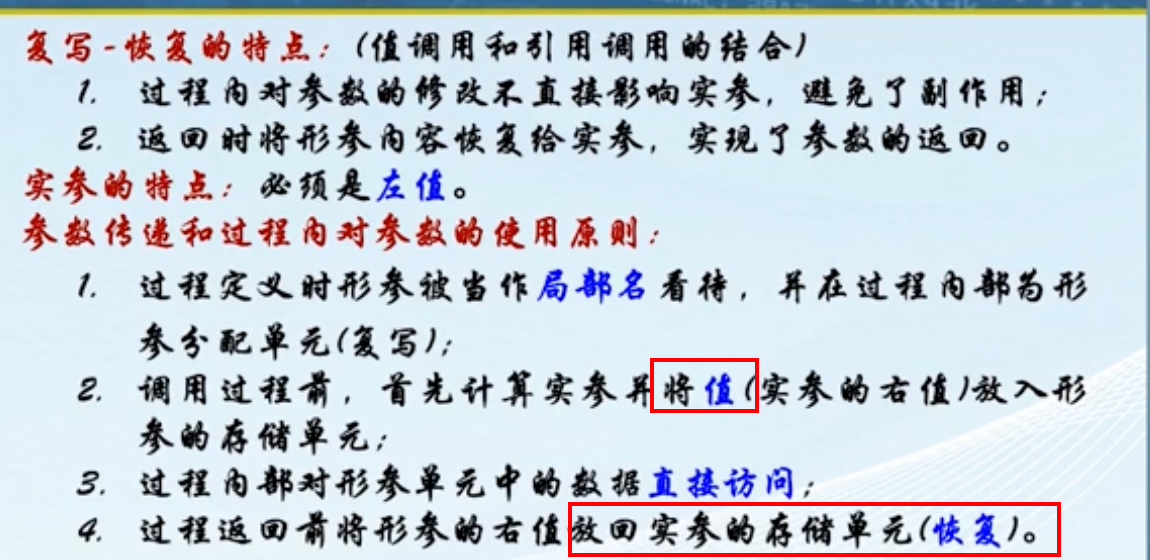 复写-恢复的特点：(值调用和引用调用的结合)
1. 过程内对参数的修改不直接影响实参，避免了副作用；
2. 返回时将形参内容恢复给实参，实现了参数的返回。
实参的特点：必须是左值。
参数传递和过程内对参数的使用原则：
1. 过程定义时形参被当作局部名看待，并在过程内部为形
参分配单元(复写)；
2. 调用过程前，首先计算实参并将值(实参的右值)放入形
参的存储单元；
3. 过程内部对形参单元中的数据直接访问；
4. 过程返回前将形参的右值放回实参的存储单元(恢复)。